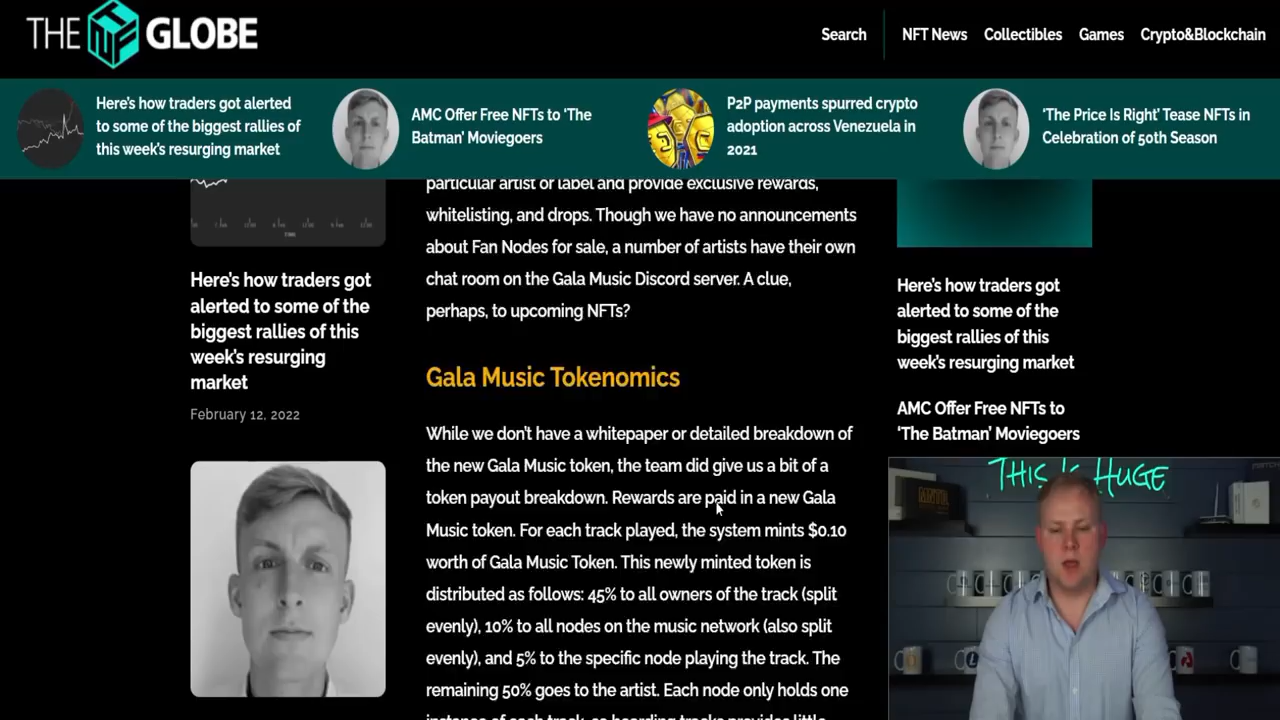 THE NFT GLOBE
Search
NFT News
Collectibles
Games
Crypto&Blockchain
Here's how traders got alerted
to some of the biggest rallies of
this week's resurging market
AMC Offer Free NFTs to 'The
Batman' Moviegoers
P2P payments spurred crypto
adoption across Venezuela in
2021
'The Price Is Right' Tease NFTs in
Celebration of 50th Season
Here's how traders got
alerted to some of the
biggest rallies of this
week's resurging
market
February 12, 2022
particular artist or label and provide exclusive rewards,
whitelisting, and drops. Though we have no announcements
about Fan Nodes for sale, a number of artists have their own
chat room on the Gala Music Discord server. A clue,
perhaps, to upcoming NFTs?
Gala Music Tokenomics
While we don't have a whitepaper or detailed breakdown of
the new Gala Music token, the team did give us a bit of a
token payout breakdown. Rewards are paid in a new Gala
Music token. For each track played, the system mints $0.10
worth of Gala Music Token. This newly minted token is
distributed as follows: 45% to all owners of the track (split
evenly), 10% to all nodes on the music network (also split
evenly), and 5% to the specific node playing the track. The
remaining 50% goes to the artist. Each node only holds one
instance of each track, so hoarding tracks provides little
Here's how traders got
alerted to some of the
biggest rallies of this
week's resurging market
AMC Offer Free NFTs to
'The Batman' Moviegoers
THIS IS HUGE